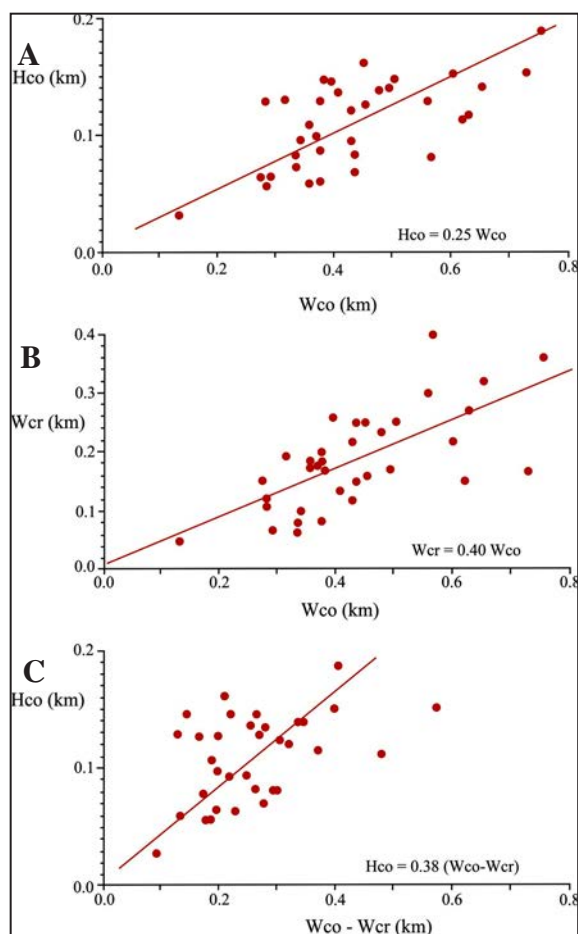 A
0.2
Hco (km)
0.1
0.0
0.0 0.2 0.4 0.6 0.8
Hco = 0.25 Wco
Wco (km)
B
0.4
0.3
Wcr (km)
0.2
0.1
0.0
0.0 0.2 0.4 0.6 0.8
Wcr = 0.40 Wco
Wco (km)
C
0.2
Hco (km)
0.1
0.0
0.0 0.2 0.4 0.6 0.8
Hco = 0.38 (Wco-Wcr)
Wco - Wcr (km)